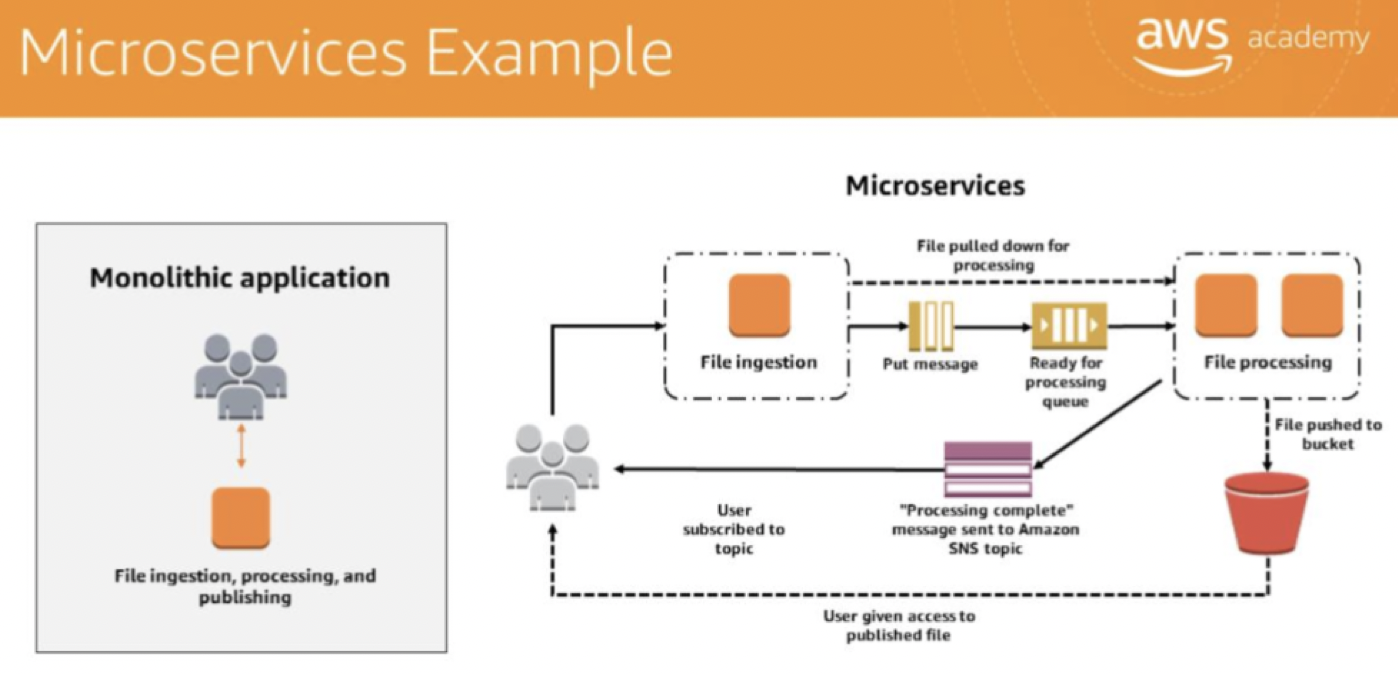 Microservices Example
aws academy
Monolithic application
File ingestion, processing, and
publishing
Microservices
File pulled down for
processing
File ingestion
Put message
Ready for
processing
queue
File processing
File pushed to
bucket
"Processing complete"
message sent to Amazon
SNS topic
User
subscribed to
topic
User given access to
published file